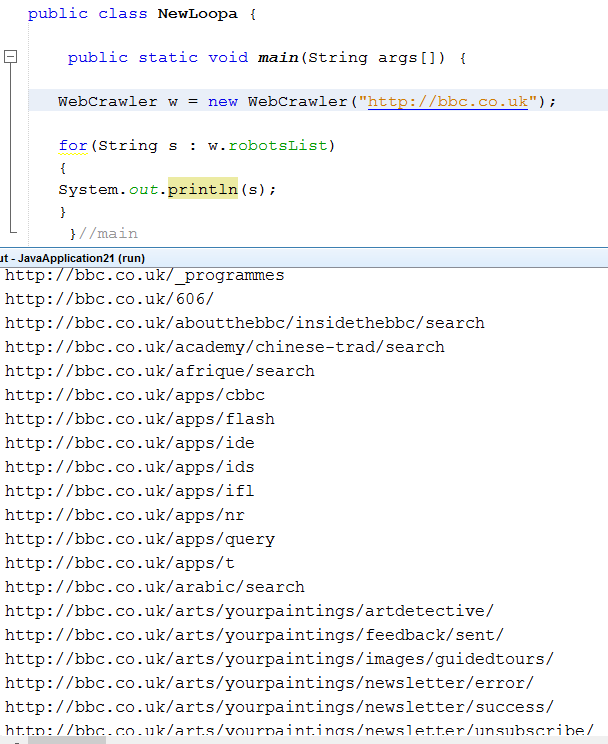 public class NewLoopa {
public static void main(String args[]) {
WebCrawler w = new WebCrawler("http://bbc.co.uk");
for(String s : w.robotsList)
{
System.out.println(s);
}
}//main
ut - JavaApplication21 (run)
http://bbc.co.uk/_programmes
http://bbc.co.uk/606/
http://bbc.co.uk/aboutthebbc/insidethebbc/search
http://bbc.co.uk/academy/chinese-trad/search
http://bbc.co.uk/afrique/search
http://bbc.co.uk/apps/cbbc
http://bbc.co.uk/apps/flash
http://bbc.co.uk/apps/ide
http://bbc.co.uk/apps/ids
http://bbc.co.uk/apps/ifl
http://bbc.co.uk/apps/nr
http://bbc.co.uk/apps/query
http://bbc.co.uk/apps/t
http://bbc.co.uk/arabic/search
http://bbc.co.uk/arts/yourpaintings/artdetective/
http://bbc.co.uk/arts/yourpaintings/feedback/sent/
http://bbc.co.uk/arts/yourpaintings/images/guidedtours/
http://bbc.co.uk/arts/yourpaintings/newsletter/error/
http://bbc.co.uk/arts/yourpaintings/newsletter/success/
http://bbc.co.uk/arts/yourpaintings/newsletter/unsubscribe/